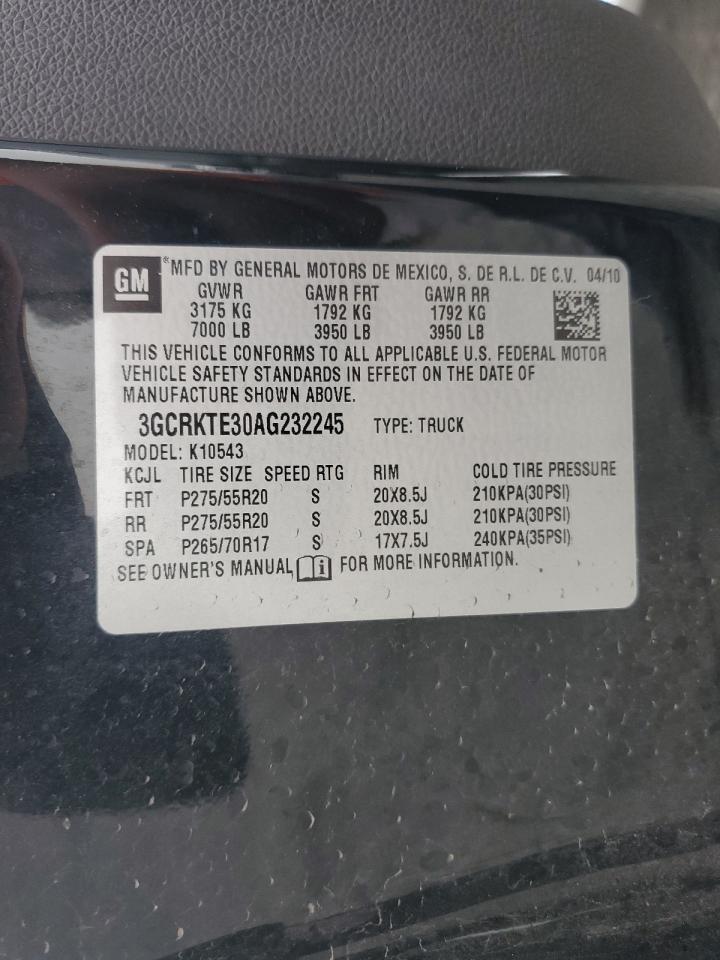 GM ®MFD BY GENERAL MOTORS DE MEXICO, S. DE R.L. DE C.V. 04/10
GVWR GAWR FRT GAWR RR
3175 KG 1792 KG 1792 KG
7000 LB 3950 LB 3950 LB
THIS VEHICLE CONFORMS TO ALL APPLICABLE U.S. FEDERAL MOTOR
VEHICLE SAFETY STANDARDS IN EFFECT ON THE DATE OF
MANUFACTURE SHOWN ABOVE.
3GCRKTE30AG232245 TYPE: TRUCK
MODEL: K10543
KCJL TIRE SIZE SPEED RTG RIM COLD TIRE PRESSURE
FRT P275/55R20 S 20X8.5J 210KPA(30PSI)
RR P275/55R20 S 20X8.5J 210KPA(30PSI)
SPA P265/70R17 S 17X7.5J 240KPA(35PSI)
SEE OWNER'S MANUAL i FOR MORE INFORMATION.